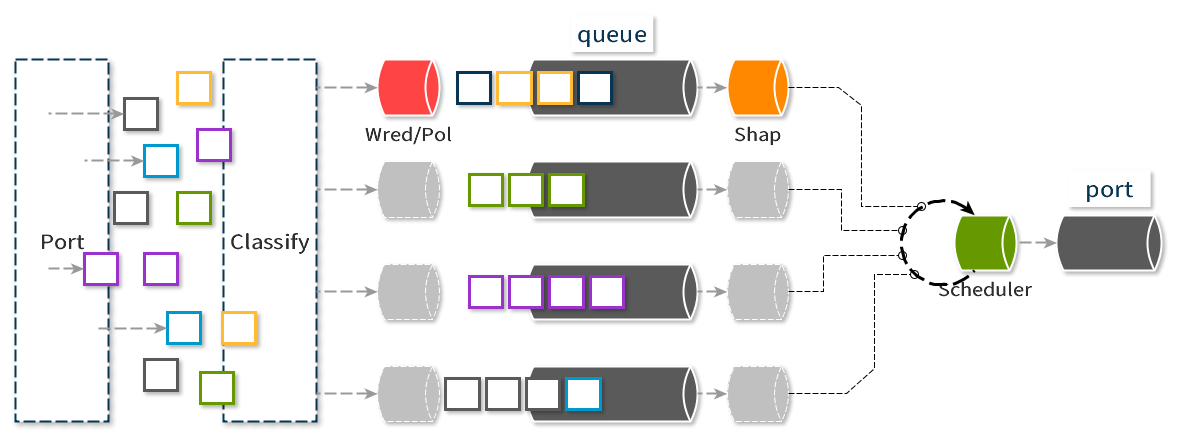 queue
Wred/Pol
Shap
port
Port
Classify
Scheduler